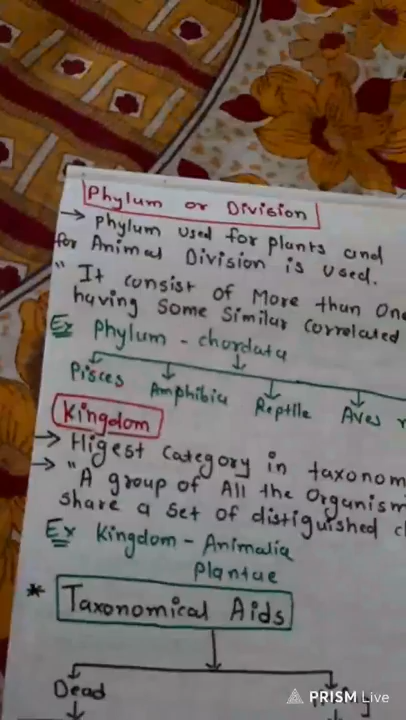 Phylum or Division
→ Phylum used for plants and
for Animal Division is used.
" It consist of More than One
having Some Similar Correlated
Ex Phylum - chordata
Pisces Amphibia Reptile Aves
Kingdom
→ Higest Category in taxonom
→ " A group of All the Organism
share a set of distiguished c
Ex Kingdom - Animalia
Plantae
* Taxonomical Aids
Dead
PRISM Live